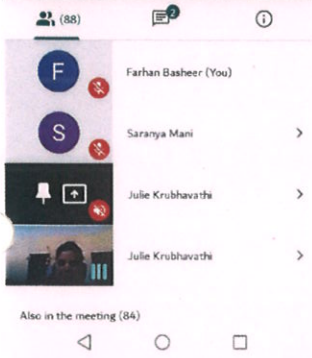 (88)
2
F
Farhan Basheer (You)
S
Saranya Mani
Julie Krubhavathi
Julie Krubhavathi
Also in the meeting (84)